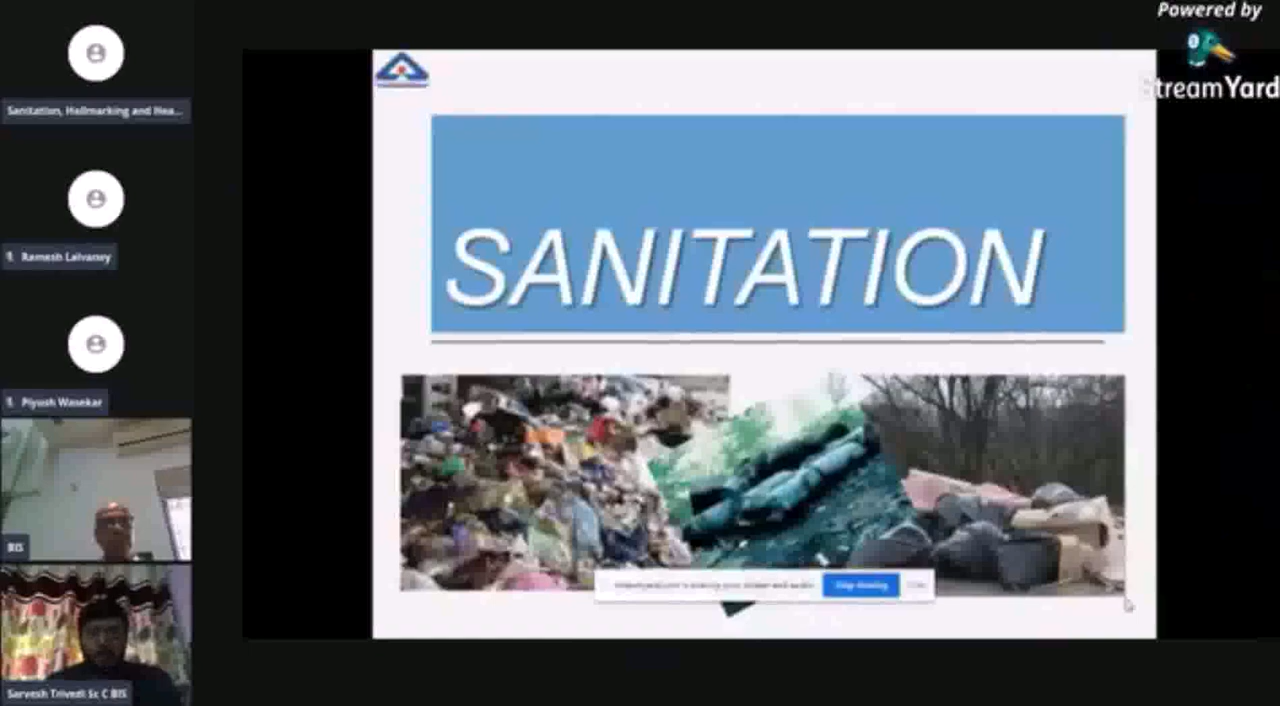 Powered by
StreamYard
Sanitation, Hallmarking and Hea...
Ramesh Lalvaney
Piyush Wasekar
BIS
Sarvesh Trivedi Sc C BIS
SANITATION
Stop sharing